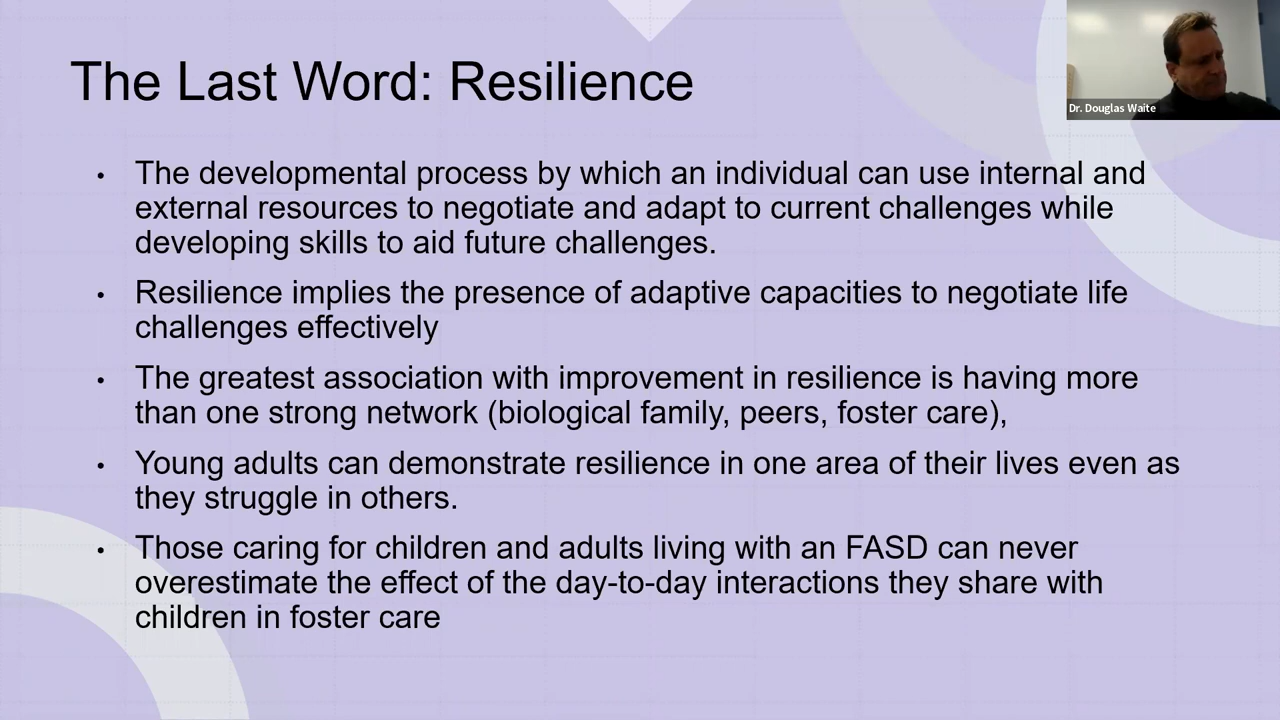 The Last Word: Resilience
Dr. Douglas Waite
• The developmental process by which an individual can use internal and
external resources to negotiate and adapt to current challenges while
developing skills to aid future challenges.
• Resilience implies the presence of adaptive capacities to negotiate life
challenges effectively
• The greatest association with improvement in resilience is having more
than one strong network (biological family, peers, foster care),
• Young adults can demonstrate resilience in one area of their lives even as
they struggle in others.
• Those caring for children and adults living with an FASD can never
overestimate the effect of the day-to-day interactions they share with
children in foster care